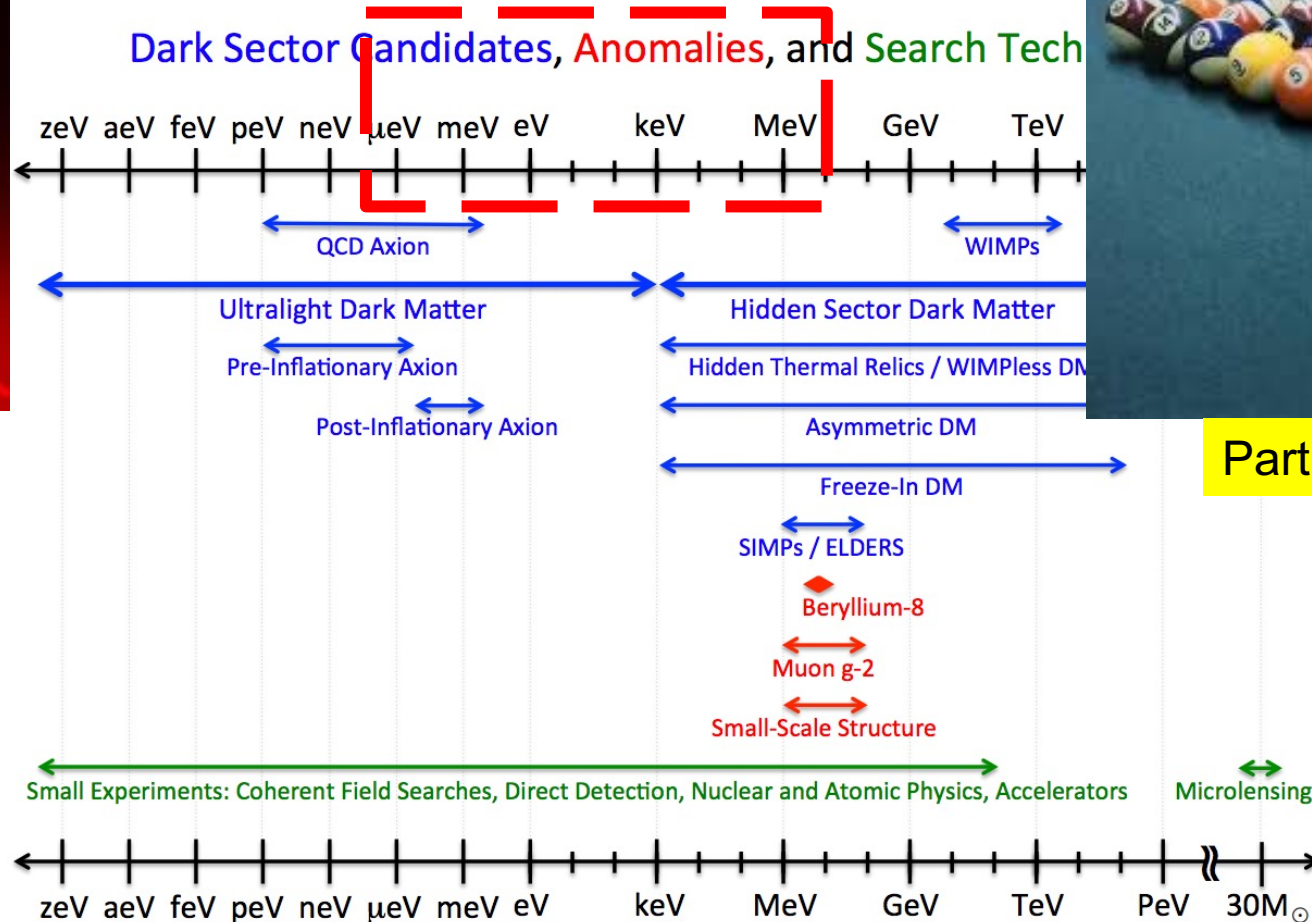 Dark Sector Candidates, Anomalies, and Search Tech
zeV aeV feV peV neV μeV meV eV keV MeV GeV TeV
QCD Axion WIMPs
Ultralight Dark Matter Hidden Sector Dark Matter
Pre-Inflationary Axion Hidden Thermal Relics / WIMPless DM
Post-Inflationary Axion Asymmetric DM
Part
Freeze-In DM
SIMPs / ELDERS
Beryllium-8
Muon g-2
Small-Scale Structure
Small Experiments: Coherent Field Searches, Direct Detection, Nuclear and Atomic Physics, Accelerators Microlensing
zeV aeV feV peV neV μeV meV eV keV MeV GeV TeV PeV 30M☉